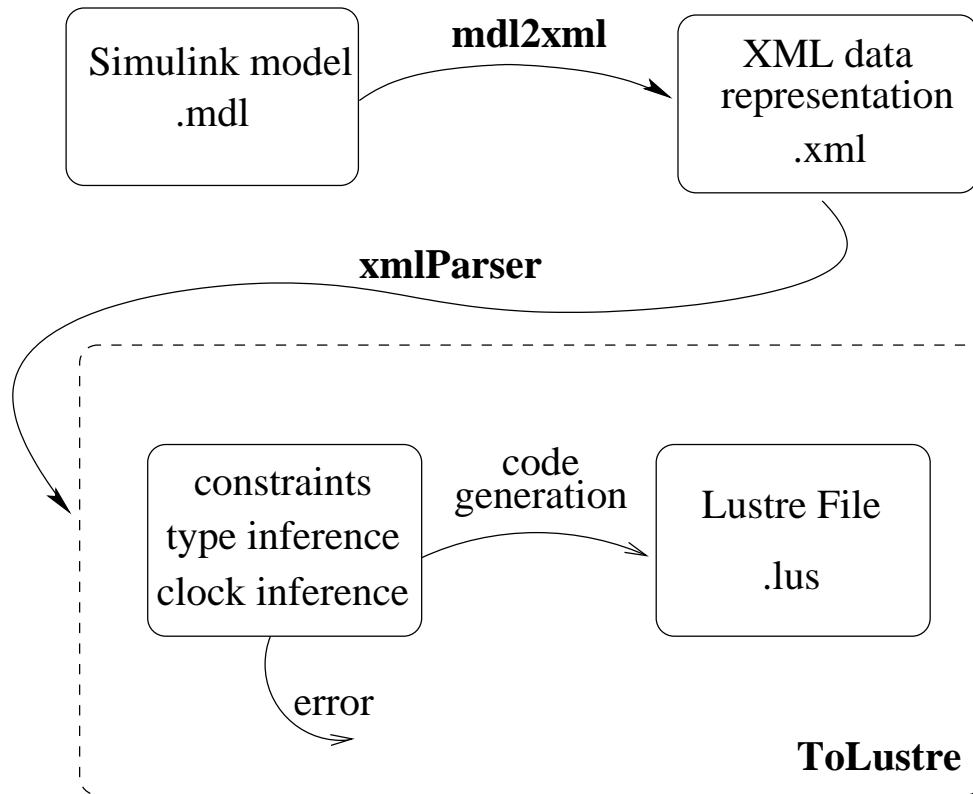 mdl2xml
Simulink model
.mdl
XML data
representation
.xml
xmlParser
constraints
type inference
clock inference
code
generation
Lustre File
.lus
error
ToLustre